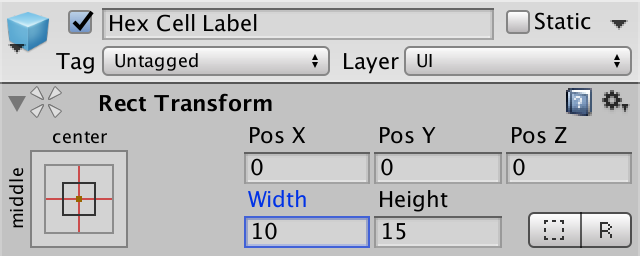 Hex Cell Label Static
Tag Untagged Layer UI
Rect Transform ?
center Pos X Pos Y Pos Z
middle 0 0 0
Width Height
10 15 R